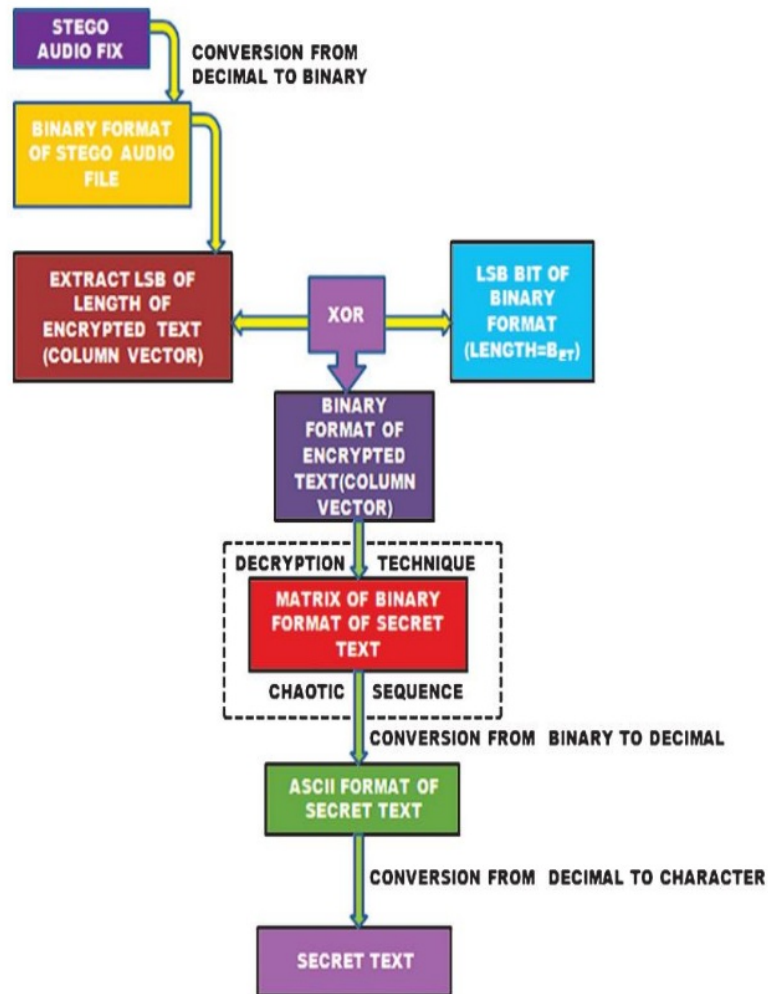 STEGO
AUDIO FIX
CONVERSION FROM
DECIMAL TO BINARY
BINARY FORMAT
OF STEGO AUDIO
FILE
EXTRACT LSB OF
LENGTH OF
ENCRYPTED TEXT
(COLUMN VECTOR)
XOR
LSB BIT OF
BINARY
FORMAT
(LENGTH=BET)
BINARY
FORMAT OF
ENCRYPTED
TEXT(COLUMN
VECTOR)
DECRYPTION TECHNIQUE
MATRIX OF BINARY
FORMAT OF SECRET
TEXT
CHAOTIC SEQUENCE
CONVERSION FROM BINARY TO DECIMAL
ASCII FORMAT OF
SECRET TEXT
CONVERSION FROM DECIMAL TO CHARACTER
SECRET TEXT